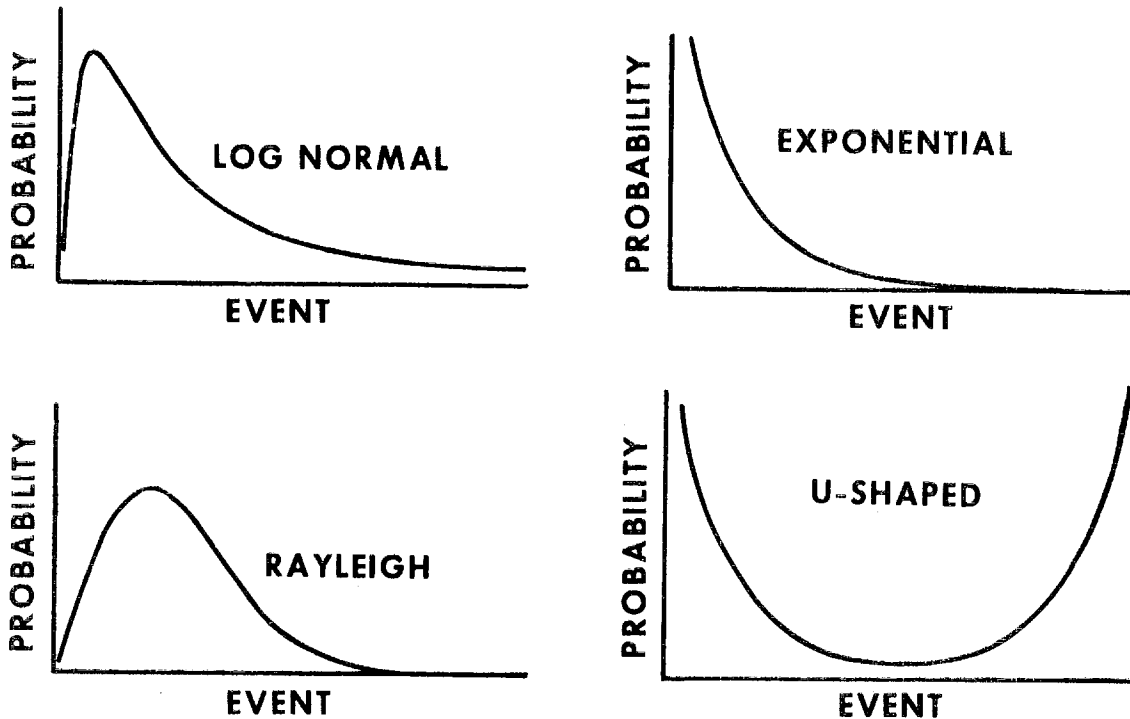 PROBABILITY
LOG NORMAL
EVENT
PROBABILITY
EXPONENTIAL
EVENT
PROBABILITY
RAYLEIGH
EVENT
PROBABILITY
U-SHAPED
EVENT